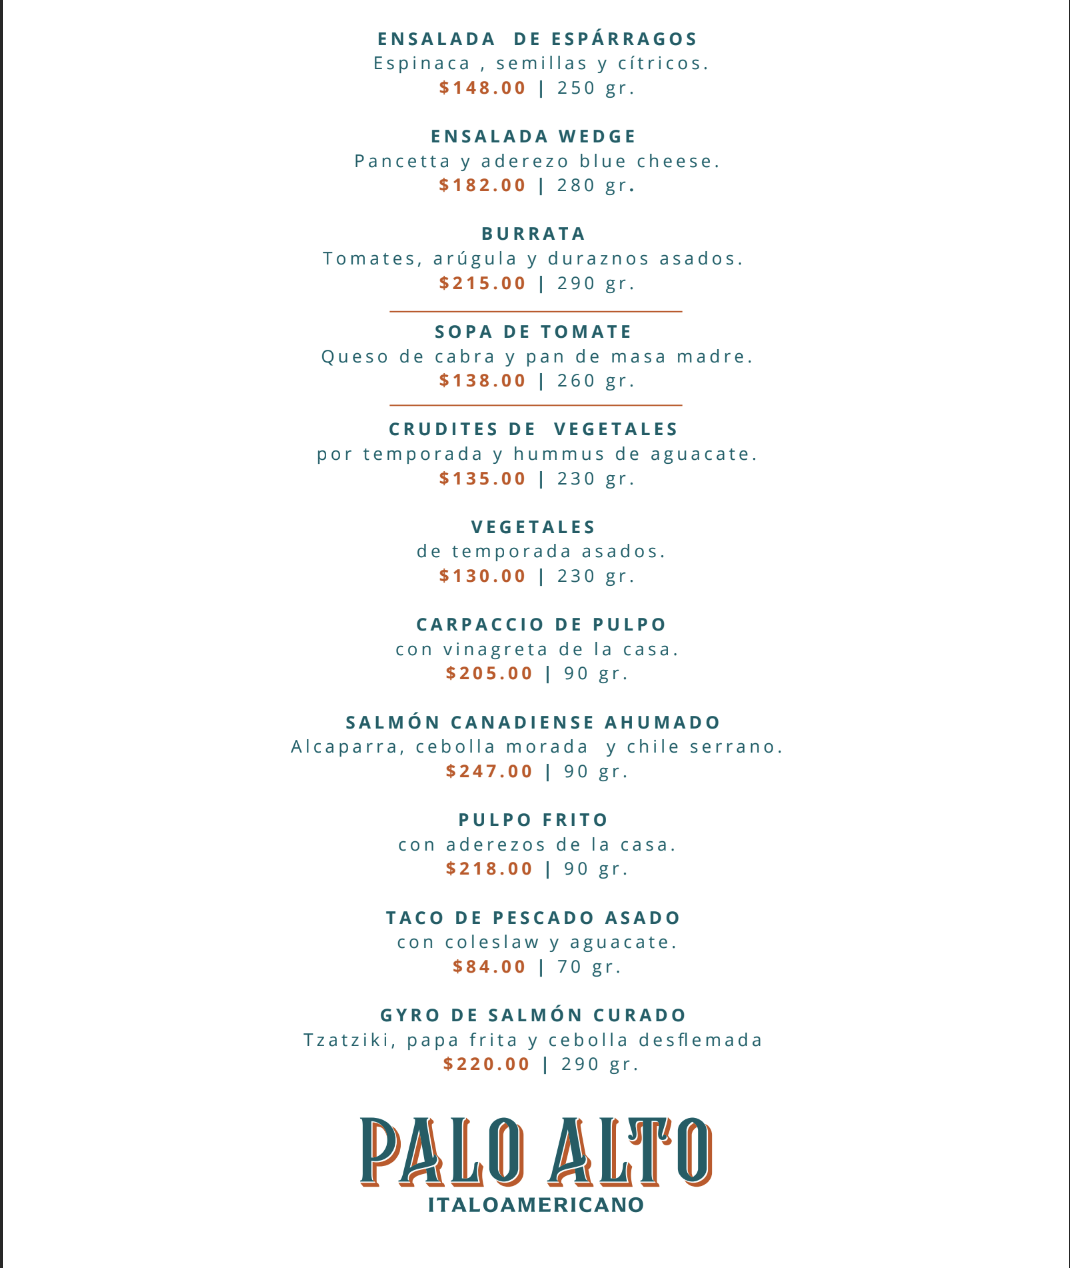 ENSALADA DE ESPÁRRAGOS
Espinaca , semillas y cítricos.
$148.00 | 250 gr.
ENSALADA WEDGE
Pancetta y aderezo blue cheese.
$182.00 | 280 gr.
BURRATA
Tomates, arúgula y duraznos asados.
$215.00 | 290 gr.
SOPA DE TOMATE
Queso de cabra y pan de masa madre.
$138.00 | 260 gr.
CRUDITES DE VEGETALES
por temporada y hummus de aguacate.
$135.00 | 230 gr.
VEGETALES
de temporada asados.
$130.00 | 230 gr.
CARPACCIO DE PULPO
con vinagreta de la casa.
$205.00 | 90 gr.
SALMÓN CANADIENSE AHUMADO
Alcaparra, cebolla morada y chile serrano.
$247.00 | 90 gr.
PULPO FRITO
con aderezos de la casa.
$218.00 | 90 gr.
TACO DE PESCADO ASADO
con coleslaw y aguacate.
$84.00 | 70 gr.
GYRO DE SALMÓN CURADO
Tzatziki, papa frita y cebolla desflemada
$220.00 | 290 gr.
PALO ALTO
ITALOAMERICANO